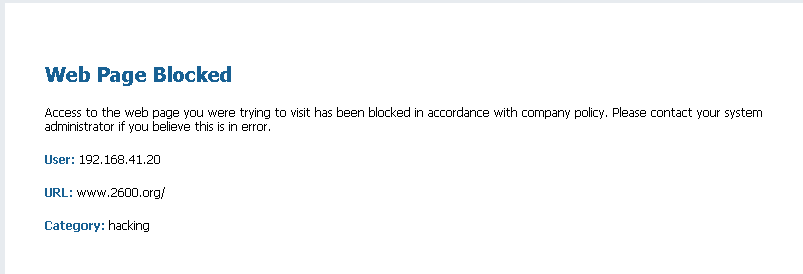 Web Page Blocked
Access to the web page you were trying to visit has been blocked in accordance with company policy. Please contact your system
administrator if you believe this is in error.
User: 192.168.41.20
URL: www.2600.org/
Category: hacking